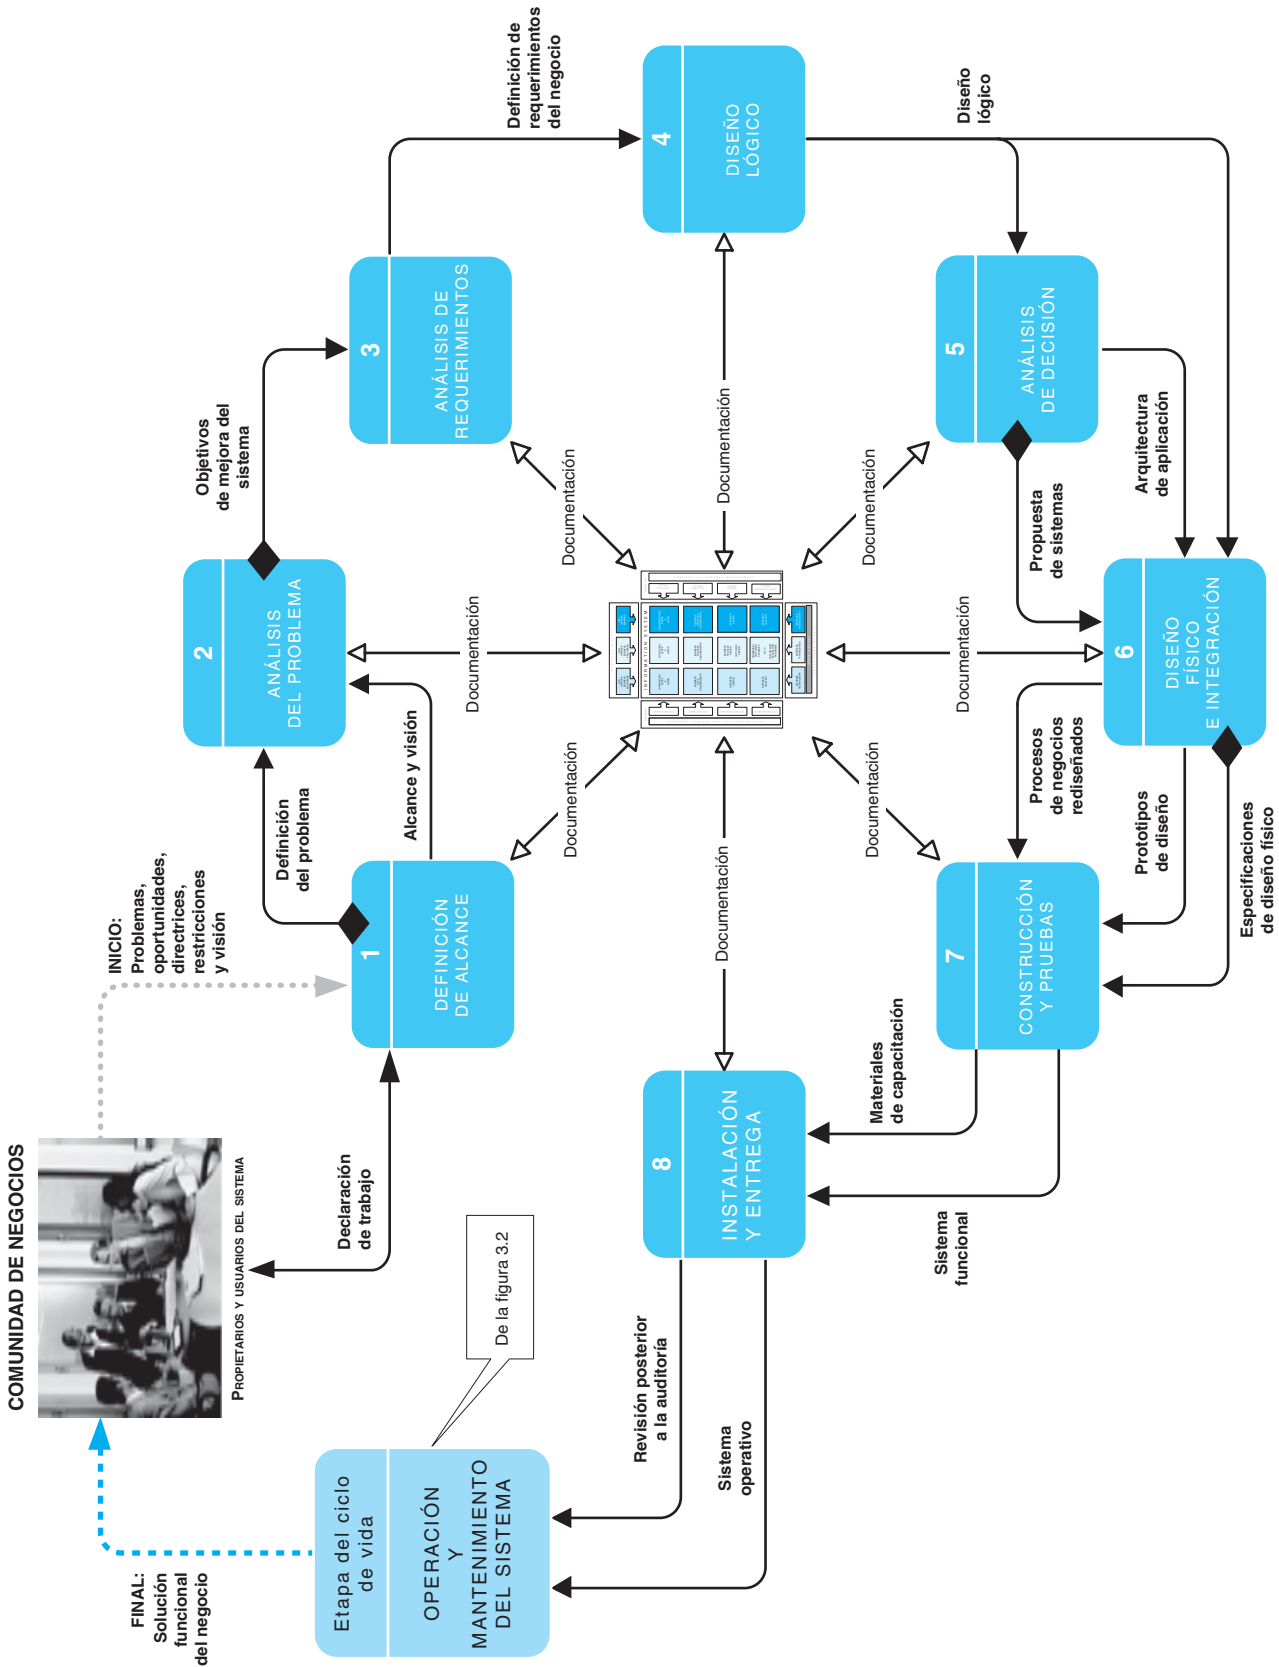 COMUNIDAD DE NEGOCIOS
PROPIETARIOS Y USUARIOS DEL SISTEMA
INICIO:
Problemas,
oportunidades,
directrices,
restricciones
y visión
FINAL:
Solución
funcional
del negocio
Declaración
de trabajo
1
DEFINICIÓN
DE ALCANCE
Definición
del problema
Alcance y visión
2
ANÁLISIS
DEL PROBLEMA
Objetivos
de mejora del
sistema
3
ANÁLISIS DE
REQUERIMIENTOS
Definición de
requerimientos
del negocio
4
DISEÑO
LÓGICO
Diseño
lógico
5
ANÁLISIS
DE DECISIÓN
Propuesta
de sistemas
Arquitectura
de aplicación
6
DISEÑO
FÍSICO
E INTEGRACIÓN
Procesos
de negocios
rediseñados
Prototipos
de diseño
Especificaciones
de diseño físico
7
CONSTRUCCIÓN
Y PRUEBAS
Materiales
de capacitación
Sistema
funcional
8
INSTALACIÓN
Y ENTREGA
Revisión posterior
a la auditoría
Sistema
operativo
Etapa del ciclo
de vida
OPERACIÓN
Y
MANTENIMIENTO
DEL SISTEMA
De la figura 3.2
Documentación
Documentación
Documentación
Documentación
Documentación
Documentación
Documentación
Documentación
INFORMATION SYSTEM